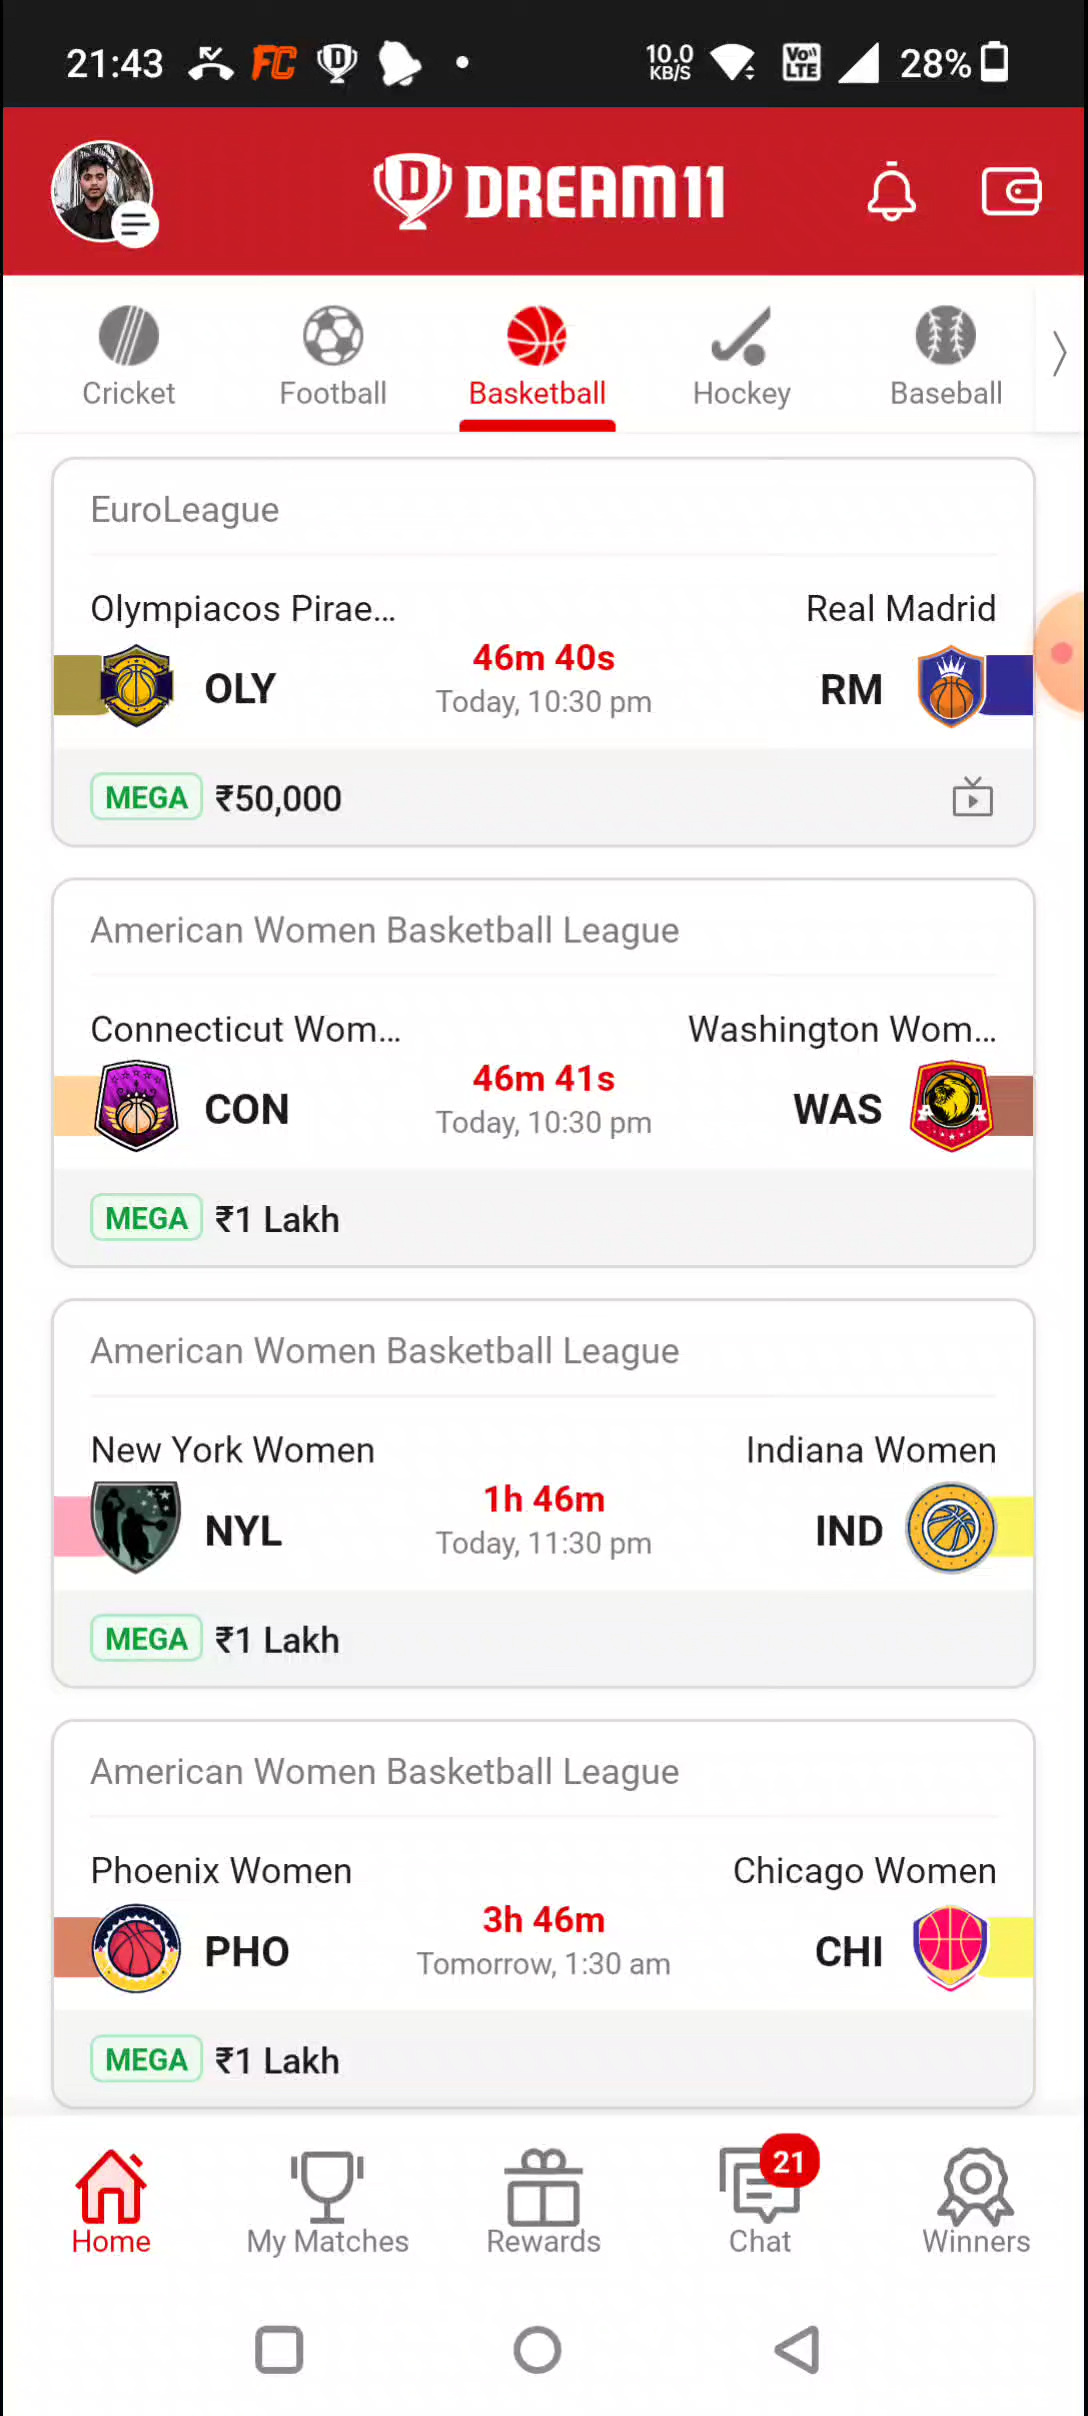 21:43
FC
D
10.0 KB/S
Vo)) LTE
28%
D DREAM11
Cricket
Football
Basketball
Hockey
Baseball
EuroLeague
Olympiacos Pirae...
Real Madrid
46m 40s
OLY
RM
Today, 10:30 pm
MEGA ₹50,000
American Women Basketball League
Connecticut Wom...
Washington Wom...
46m 41s
CON
WAS
Today, 10:30 pm
MEGA ₹1 Lakh
American Women Basketball League
New York Women
Indiana Women
1h 46m
NYL
IND
Today, 11:30 pm
MEGA ₹1 Lakh
American Women Basketball League
Phoenix Women
Chicago Women
3h 46m
PHO
CHI
Tomorrow, 1:30 am
MEGA ₹1 Lakh
21
Home
My Matches
Rewards
Chat
Winners